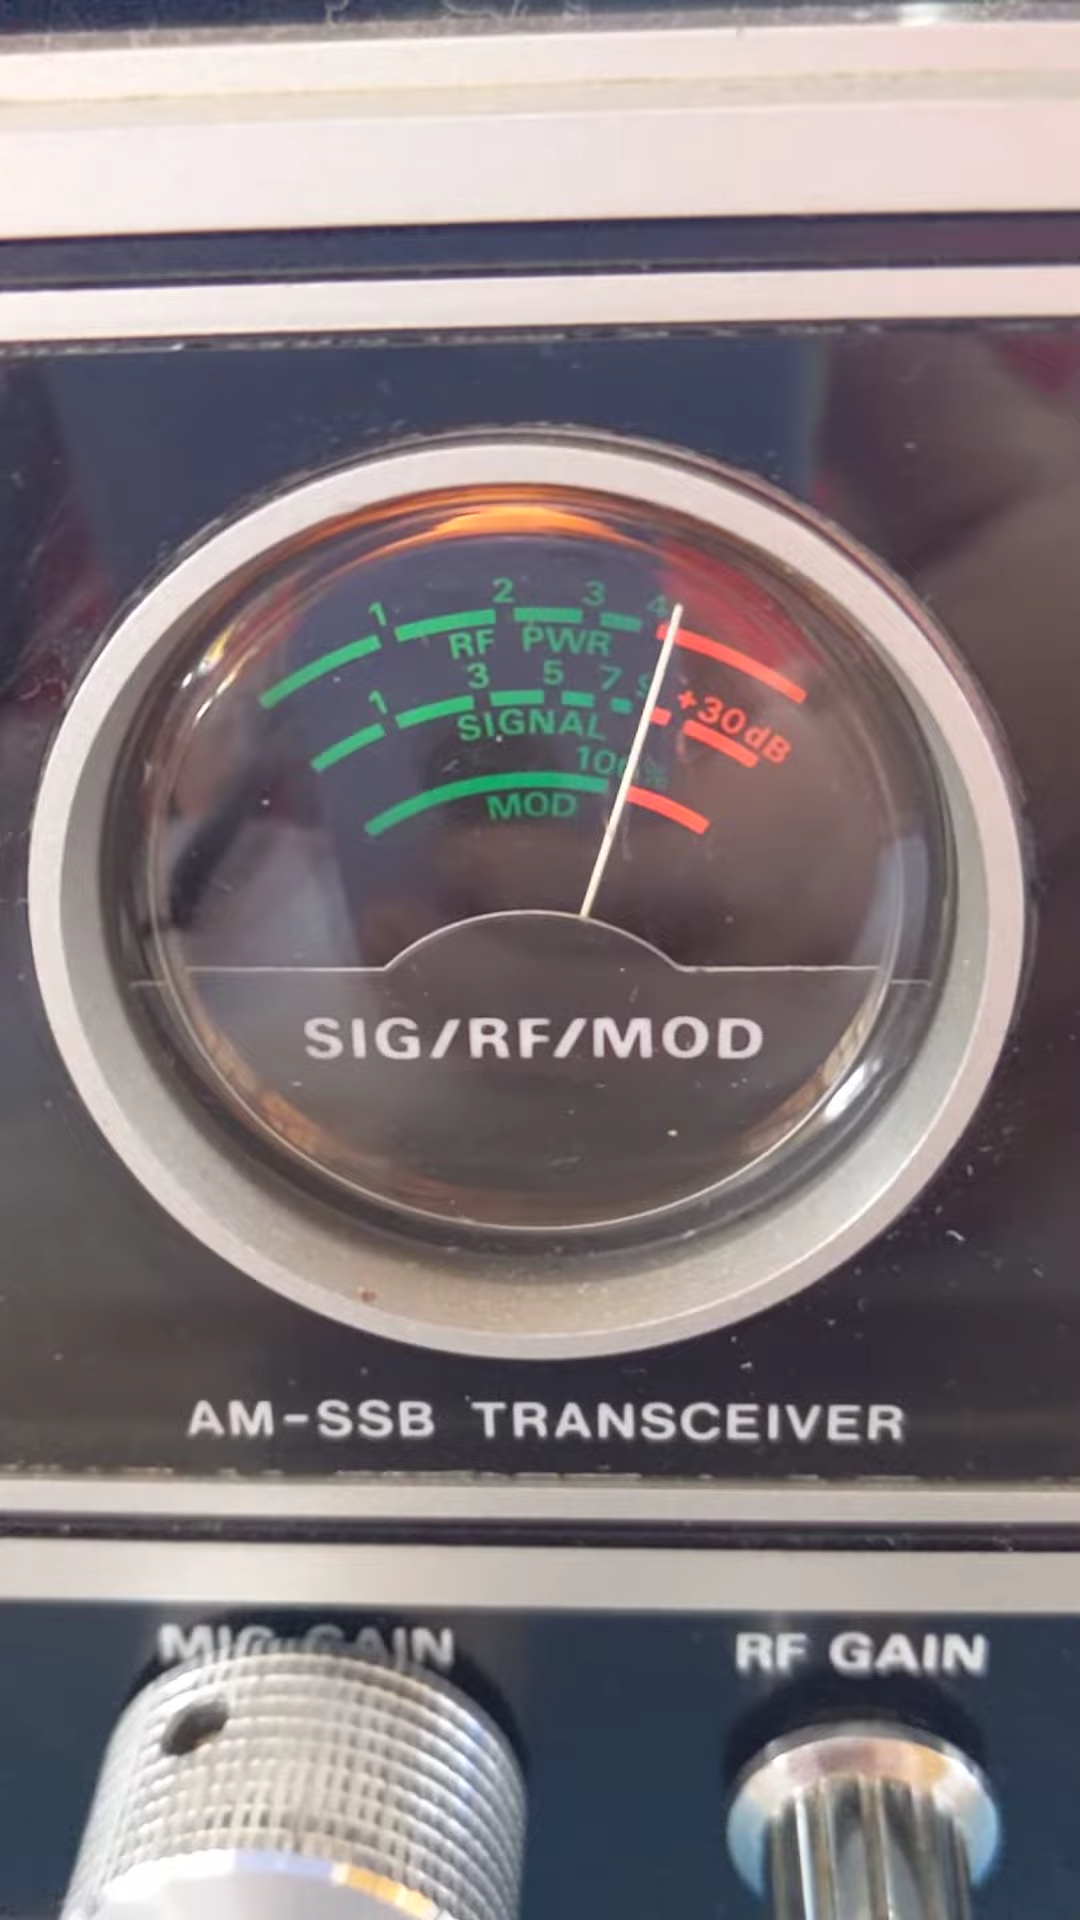 1 2 3 4
RF PWR
1 3 5 7 9 +30dB
SIGNAL
100%
MOD
SIG/RF/MOD
AM-SSB TRANSCEIVER
MIC GAIN RF GAIN